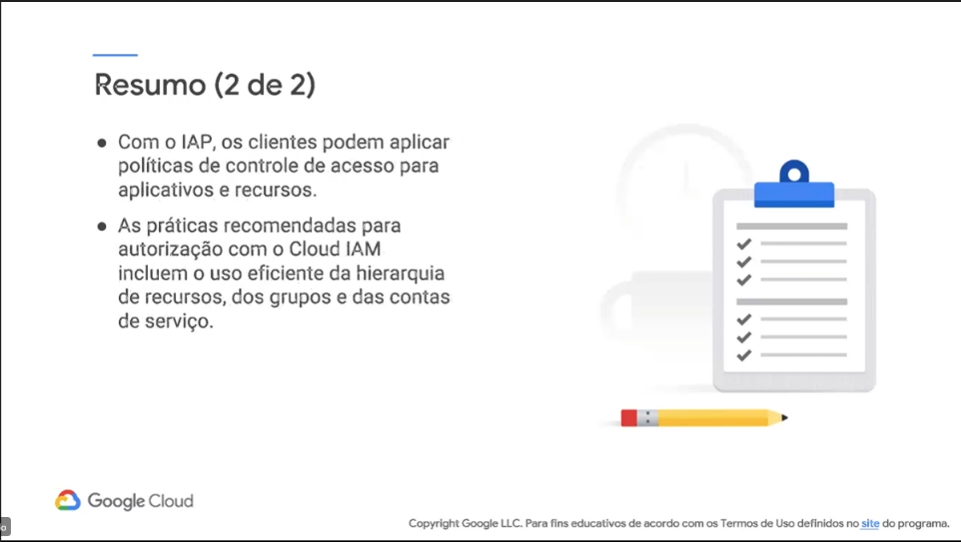 Resumo (2 de 2)
● Com o IAP, os clientes podem aplicar
políticas de controle de acesso para
aplicativos e recursos.
● As práticas recomendadas para
autorização com o Cloud IAM
incluem o uso eficiente da hierarquia
de recursos, dos grupos e das contas
de serviço.
Google Cloud
Copyright Google LLC. Para fins educativos de acordo com os Termos de Uso definidos no site do programa.